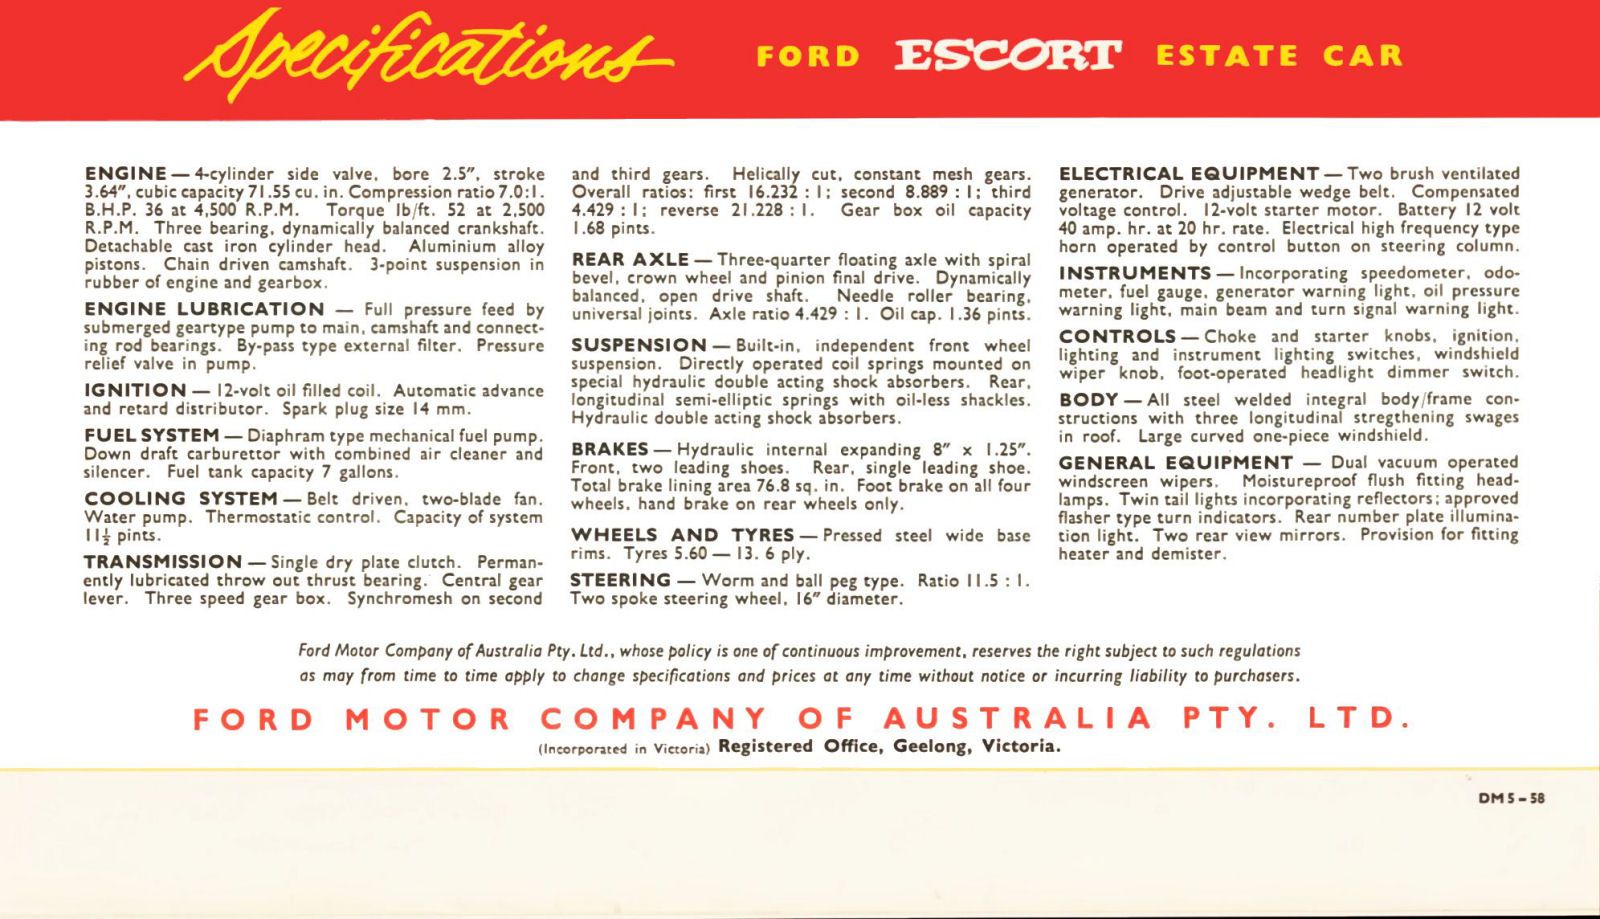 Specifications FORD ESCORT ESTATE CAR
ENGINE — 4-cylinder side valve, bore 2.5″, stroke
3.64″, cubic capacity 71.55 cu. in. Compression ratio 7.0:1.
B.H.P. 36 at 4,500 R.P.M. Torque lb/ft. 52 at 2,500
R.P.M. Three bearing, dynamically balanced crankshaft.
Detachable cast iron cylinder head. Aluminium alloy
pistons. Chain driven camshaft. 3-point suspension in
rubber of engine and gearbox.
ENGINE LUBRICATION — Full pressure feed by
submerged geartype pump to main, camshaft and connect-
ing rod bearings. By-pass type external filter. Pressure
relief valve in pump.
IGNITION — 12-volt oil filled coil. Automatic advance
and retard distributor. Spark plug size 14 mm.
FUEL SYSTEM — Diaphram type mechanical fuel pump.
Down draft carburettor with combined air cleaner and
silencer. Fuel tank capacity 7 gallons.
COOLING SYSTEM — Belt driven, two-blade fan.
Water pump. Thermostatic control. Capacity of system
11½ pints.
TRANSMISSION — Single dry plate clutch. Perman-
ently lubricated throw out thrust bearing. Central gear
lever. Three speed gear box. Synchromesh on second
and third gears. Helically cut, constant mesh gears.
Overall ratios: first 16.232 : 1; second 8.889 : 1; third
4.429 : 1; reverse 21.228 : 1. Gear box oil capacity
1.68 pints.
REAR AXLE — Three-quarter floating axle with spiral
bevel, crown wheel and pinion final drive. Dynamically
balanced, open drive shaft. Needle roller bearing,
universal joints. Axle ratio 4.429 : 1. Oil cap. 1.36 pints.
SUSPENSION — Built-in, independent front wheel
suspension. Directly operated coil springs mounted on
special hydraulic double acting shock absorbers. Rear,
longitudinal semi-elliptic springs with oil-less shackles.
Hydraulic double acting shock absorbers.
BRAKES — Hydraulic internal expanding 8″ x 1.25″.
Front, two leading shoes. Rear, single leading shoe.
Total brake lining area 76.8 sq. in. Foot brake on all four
wheels, hand brake on rear wheels only.
WHEELS AND TYRES — Pressed steel wide base
rims. Tyres 5.60 — 13. 6 ply.
STEERING — Worm and ball peg type. Ratio 11.5 : 1.
Two spoke steering wheel, 16″ diameter.
ELECTRICAL EQUIPMENT — Two brush ventilated
generator. Drive adjustable wedge belt. Compensated
voltage control. 12-volt starter motor. Battery 12 volt
40 amp. hr. at 20 hr. rate. Electrical high frequency type
horn operated by control button on steering column.
INSTRUMENTS — Incorporating speedometer, odo-
meter, fuel gauge, generator warning light, oil pressure
warning light, main beam and turn signal warning light.
CONTROLS — Choke and starter knobs, ignition,
lighting and instrument lighting switches, windshield
wiper knob, foot-operated headlight dimmer switch.
BODY — All steel welded integral body/frame con-
structions with three longitudinal stregthening swages
in roof. Large curved one-piece windshield.
GENERAL EQUIPMENT — Dual vacuum operated
windscreen wipers. Moistureproof flush fitting head-
lamps. Twin tail lights incorporating reflectors; approved
flasher type turn indicators. Rear number plate illumina-
tion light. Two rear view mirrors. Provision for fitting
heater and demister.
Ford Motor Company of Australia Pty. Ltd., whose policy is one of continuous improvement, reserves the right subject to such regulations
as may from time to time apply to change specifications and prices at any time without notice or incurring liability to purchasers.
FORD MOTOR COMPANY OF AUSTRALIA PTY. LTD.
(Incorporated in Victoria) Registered Office, Geelong, Victoria.
DM5-58